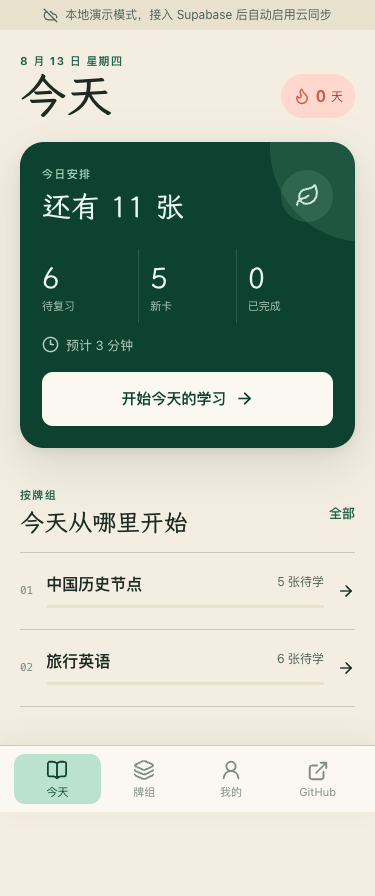 本地演示模式，接入 Supabase 后自动启用云同步
8 月 13 日 星期四
今天
0 天
今日安排
还有 11 张
6
待复习
5
新卡
0
已完成
预计 3 分钟
开始今天的学习
按牌组
今天从哪里开始
全部
01
中国历史节点
5 张待学
02
旅行英语
6 张待学
今天
牌组
我的
GitHub